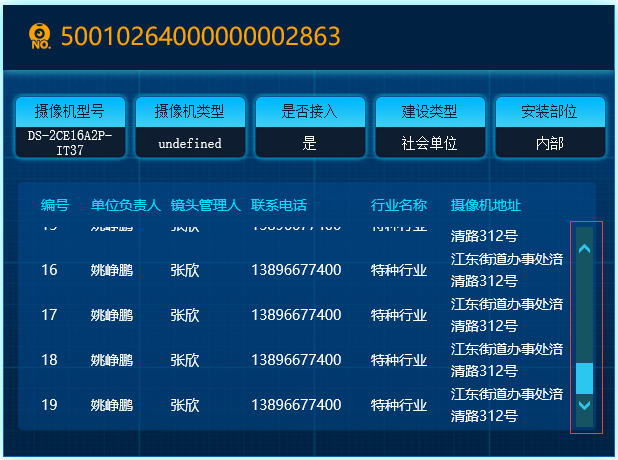 NO. 50010264000000002863
摄像机型号 摄像机类型 是否接入 建设类型 安装部位
DS-2CE16A2P-
IT37
undefined 是 社会单位 内部
编号 单位负责人 镜头管理人 联系电话 行业名称 摄像机地址
清路312号
江东街道办事处涪
16 姚峥鹏 张欣 13896677400 特种行业
清路312号
江东街道办事处涪
17 姚峥鹏 张欣 13896677400 特种行业
清路312号
江东街道办事处涪
18 姚峥鹏 张欣 13896677400 特种行业
清路312号
江东街道办事处涪
19 姚峥鹏 张欣 13896677400 特种行业
清路312号